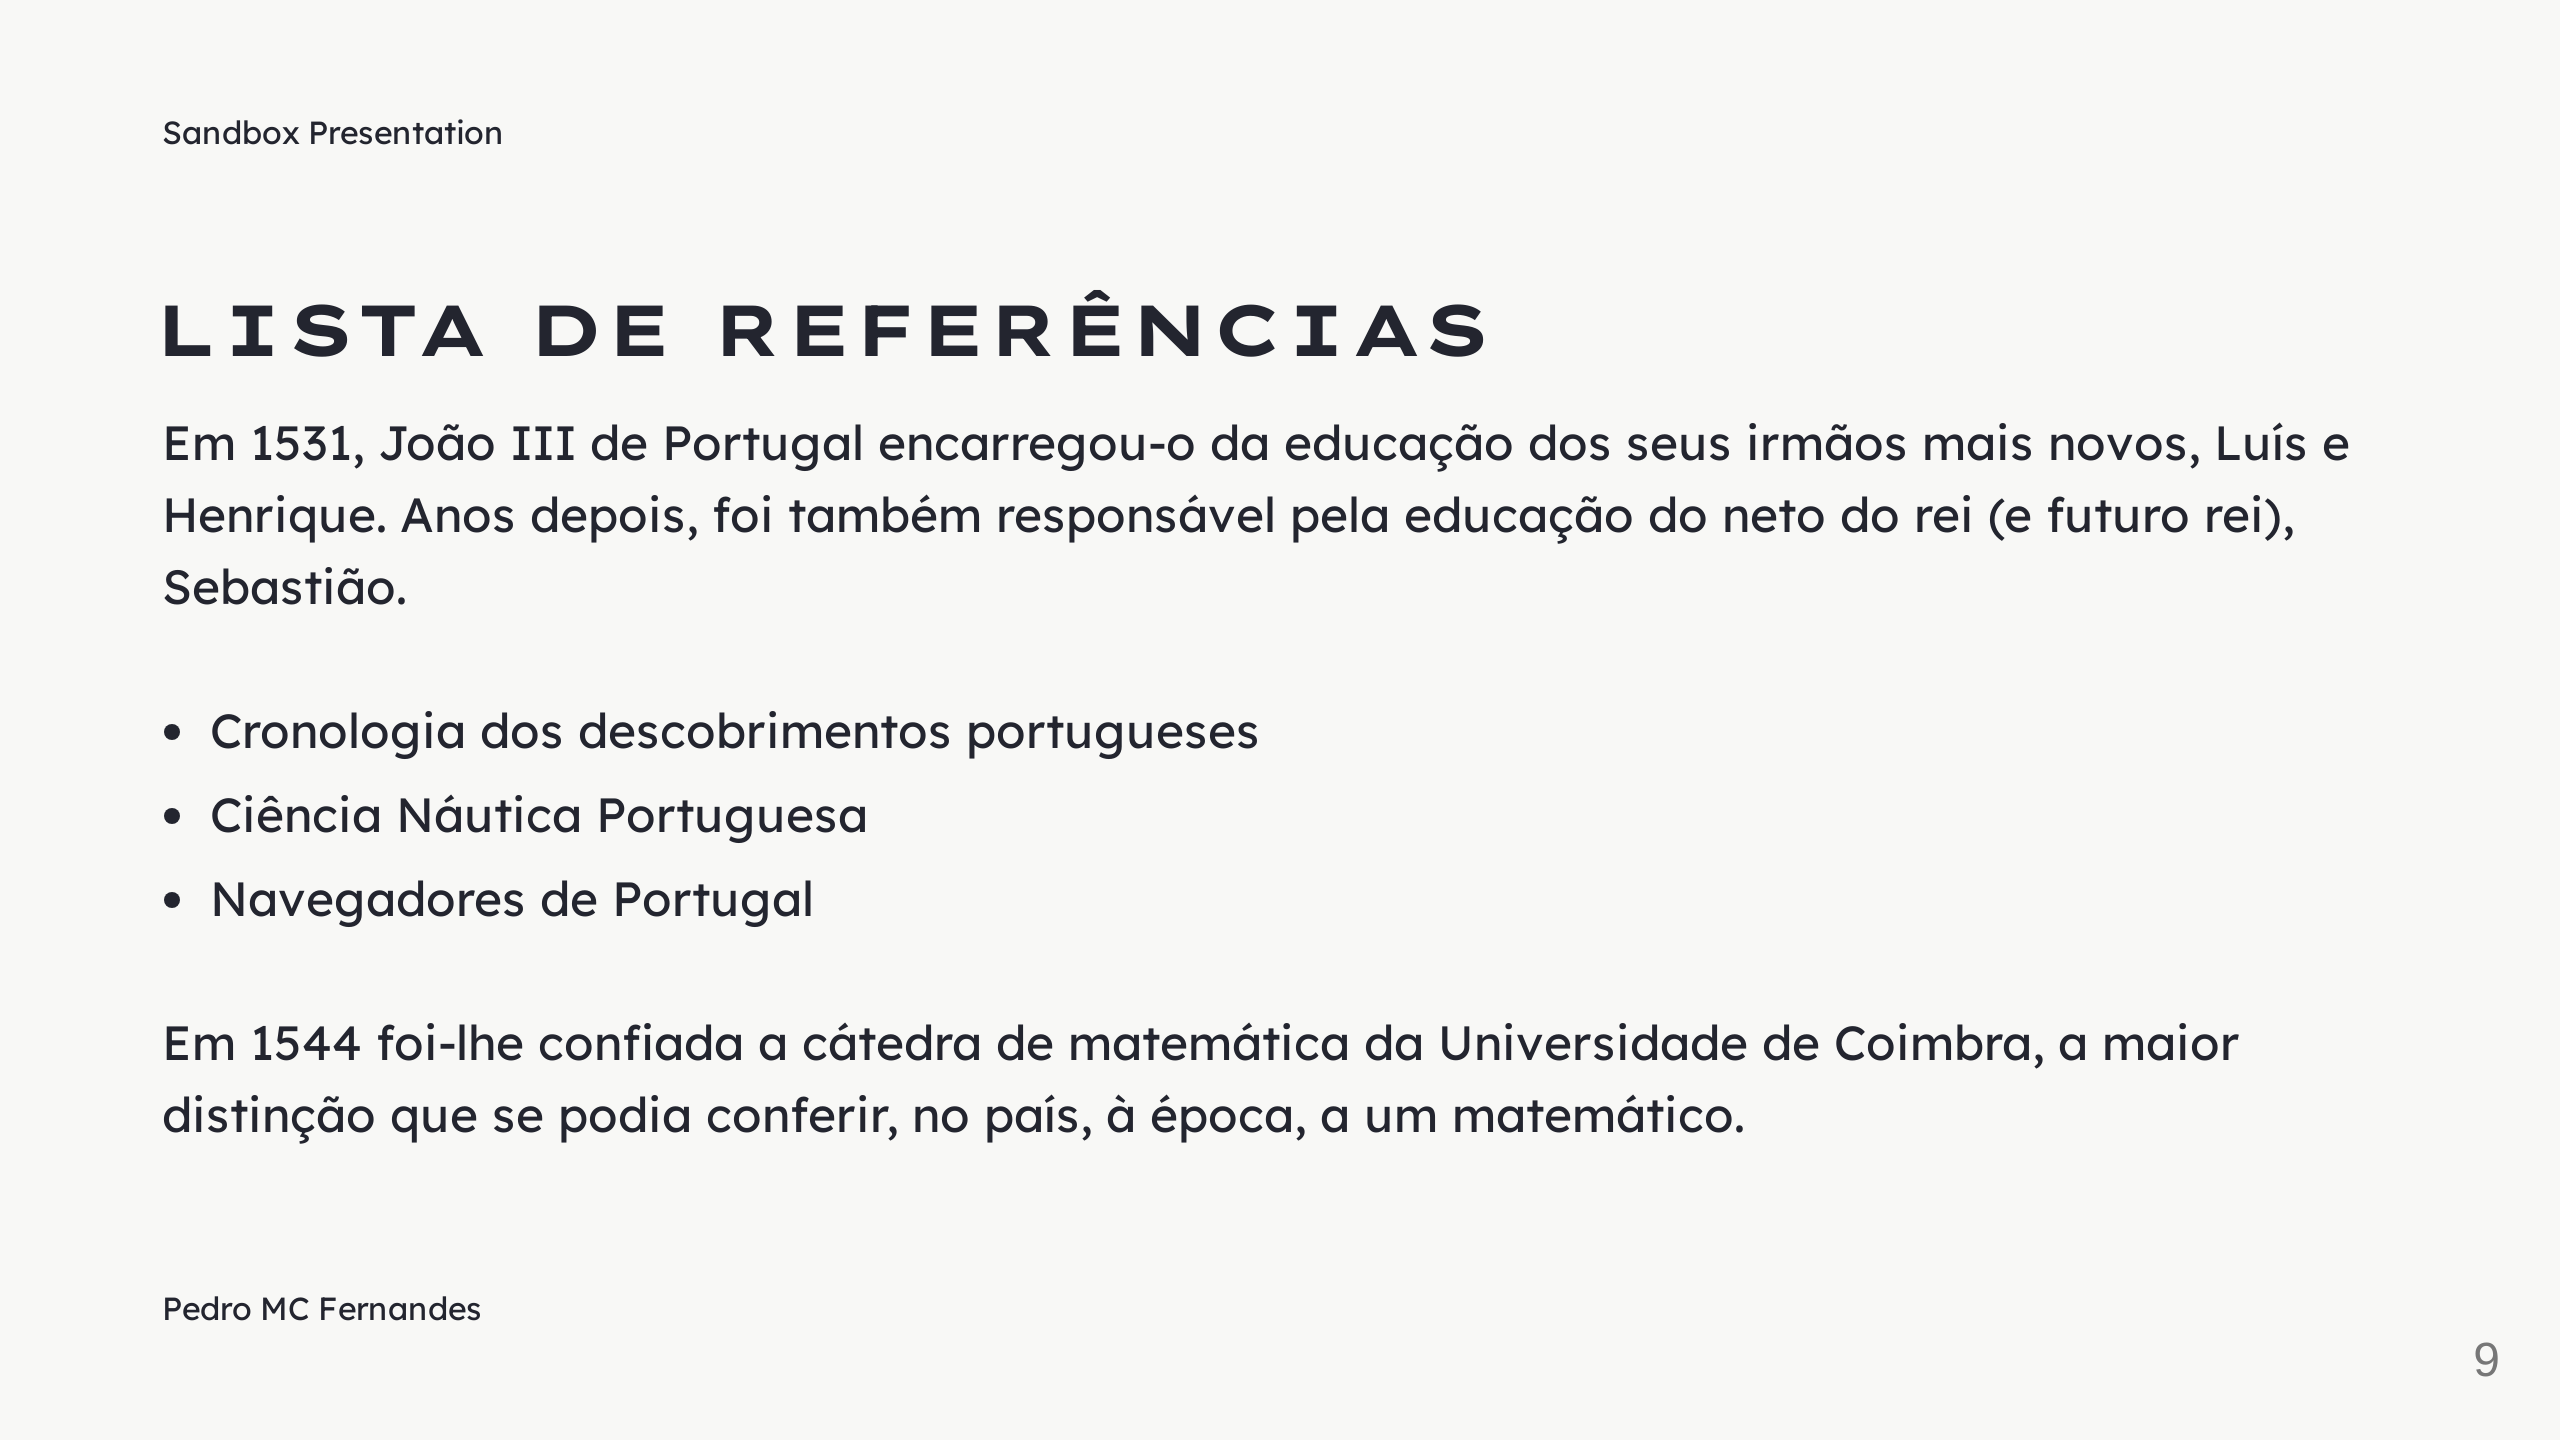 Sandbox Presentation
LISTA DE REFERÊNCIAS
Em 1531, João III de Portugal encarregou-o da educação dos seus irmãos mais novos, Luís e
Henrique. Anos depois, foi também responsável pela educação do neto do rei (e futuro rei),
Sebastião.
• Cronologia dos descobrimentos portugueses
• Ciência Náutica Portuguesa
• Navegadores de Portugal
Em 1544 foi-lhe confiada a cátedra de matemática da Universidade de Coimbra, a maior
distinção que se podia conferir, no país, à época, a um matemático.
Pedro MC Fernandes
9